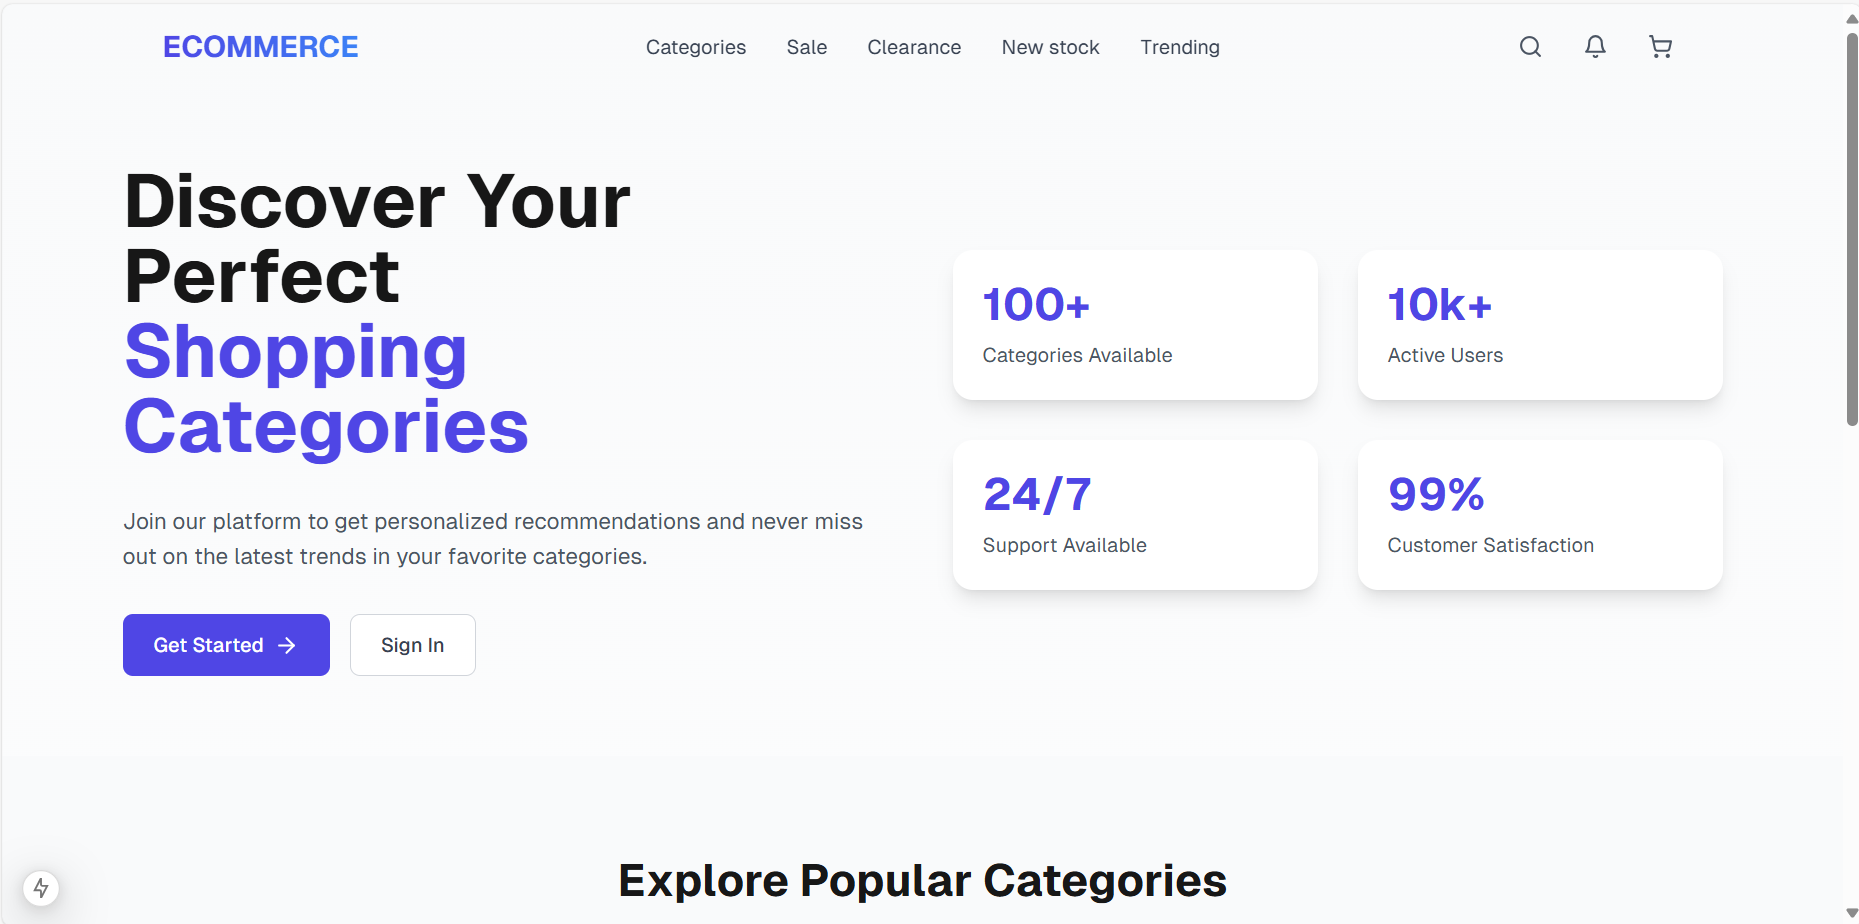 ECOMMERCE
Categories Sale Clearance New stock Trending
Discover Your
Perfect
Shopping
Categories
Join our platform to get personalized recommendations and never miss
out on the latest trends in your favorite categories.
Get Started
Sign In
100+
Categories Available
10k+
Active Users
24/7
Support Available
99%
Customer Satisfaction
Explore Popular Categories